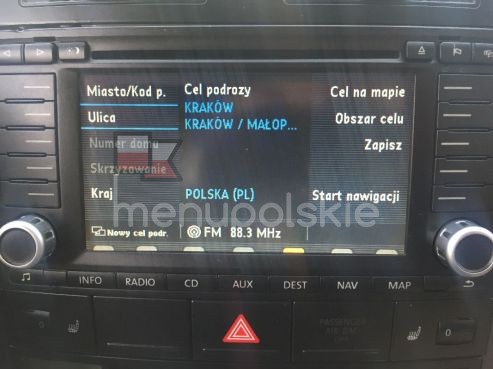 Miasto/Kod p.
Cel podrozy
Cel na mapie
KRAKÓW
Ulica
KRAKÓW / MAŁOP...
Obszar celu
Numer domu
Zapisz
Skrzyżowanie
Kraj
POLSKA (PL)
Start nawigacji
menupolskie
Nowy cel podr.
FM 88.3 MHz
INFO
RADIO
CD
AUX
DEST
NAV
MAP
PASSENGER
AIR BAG
0
0